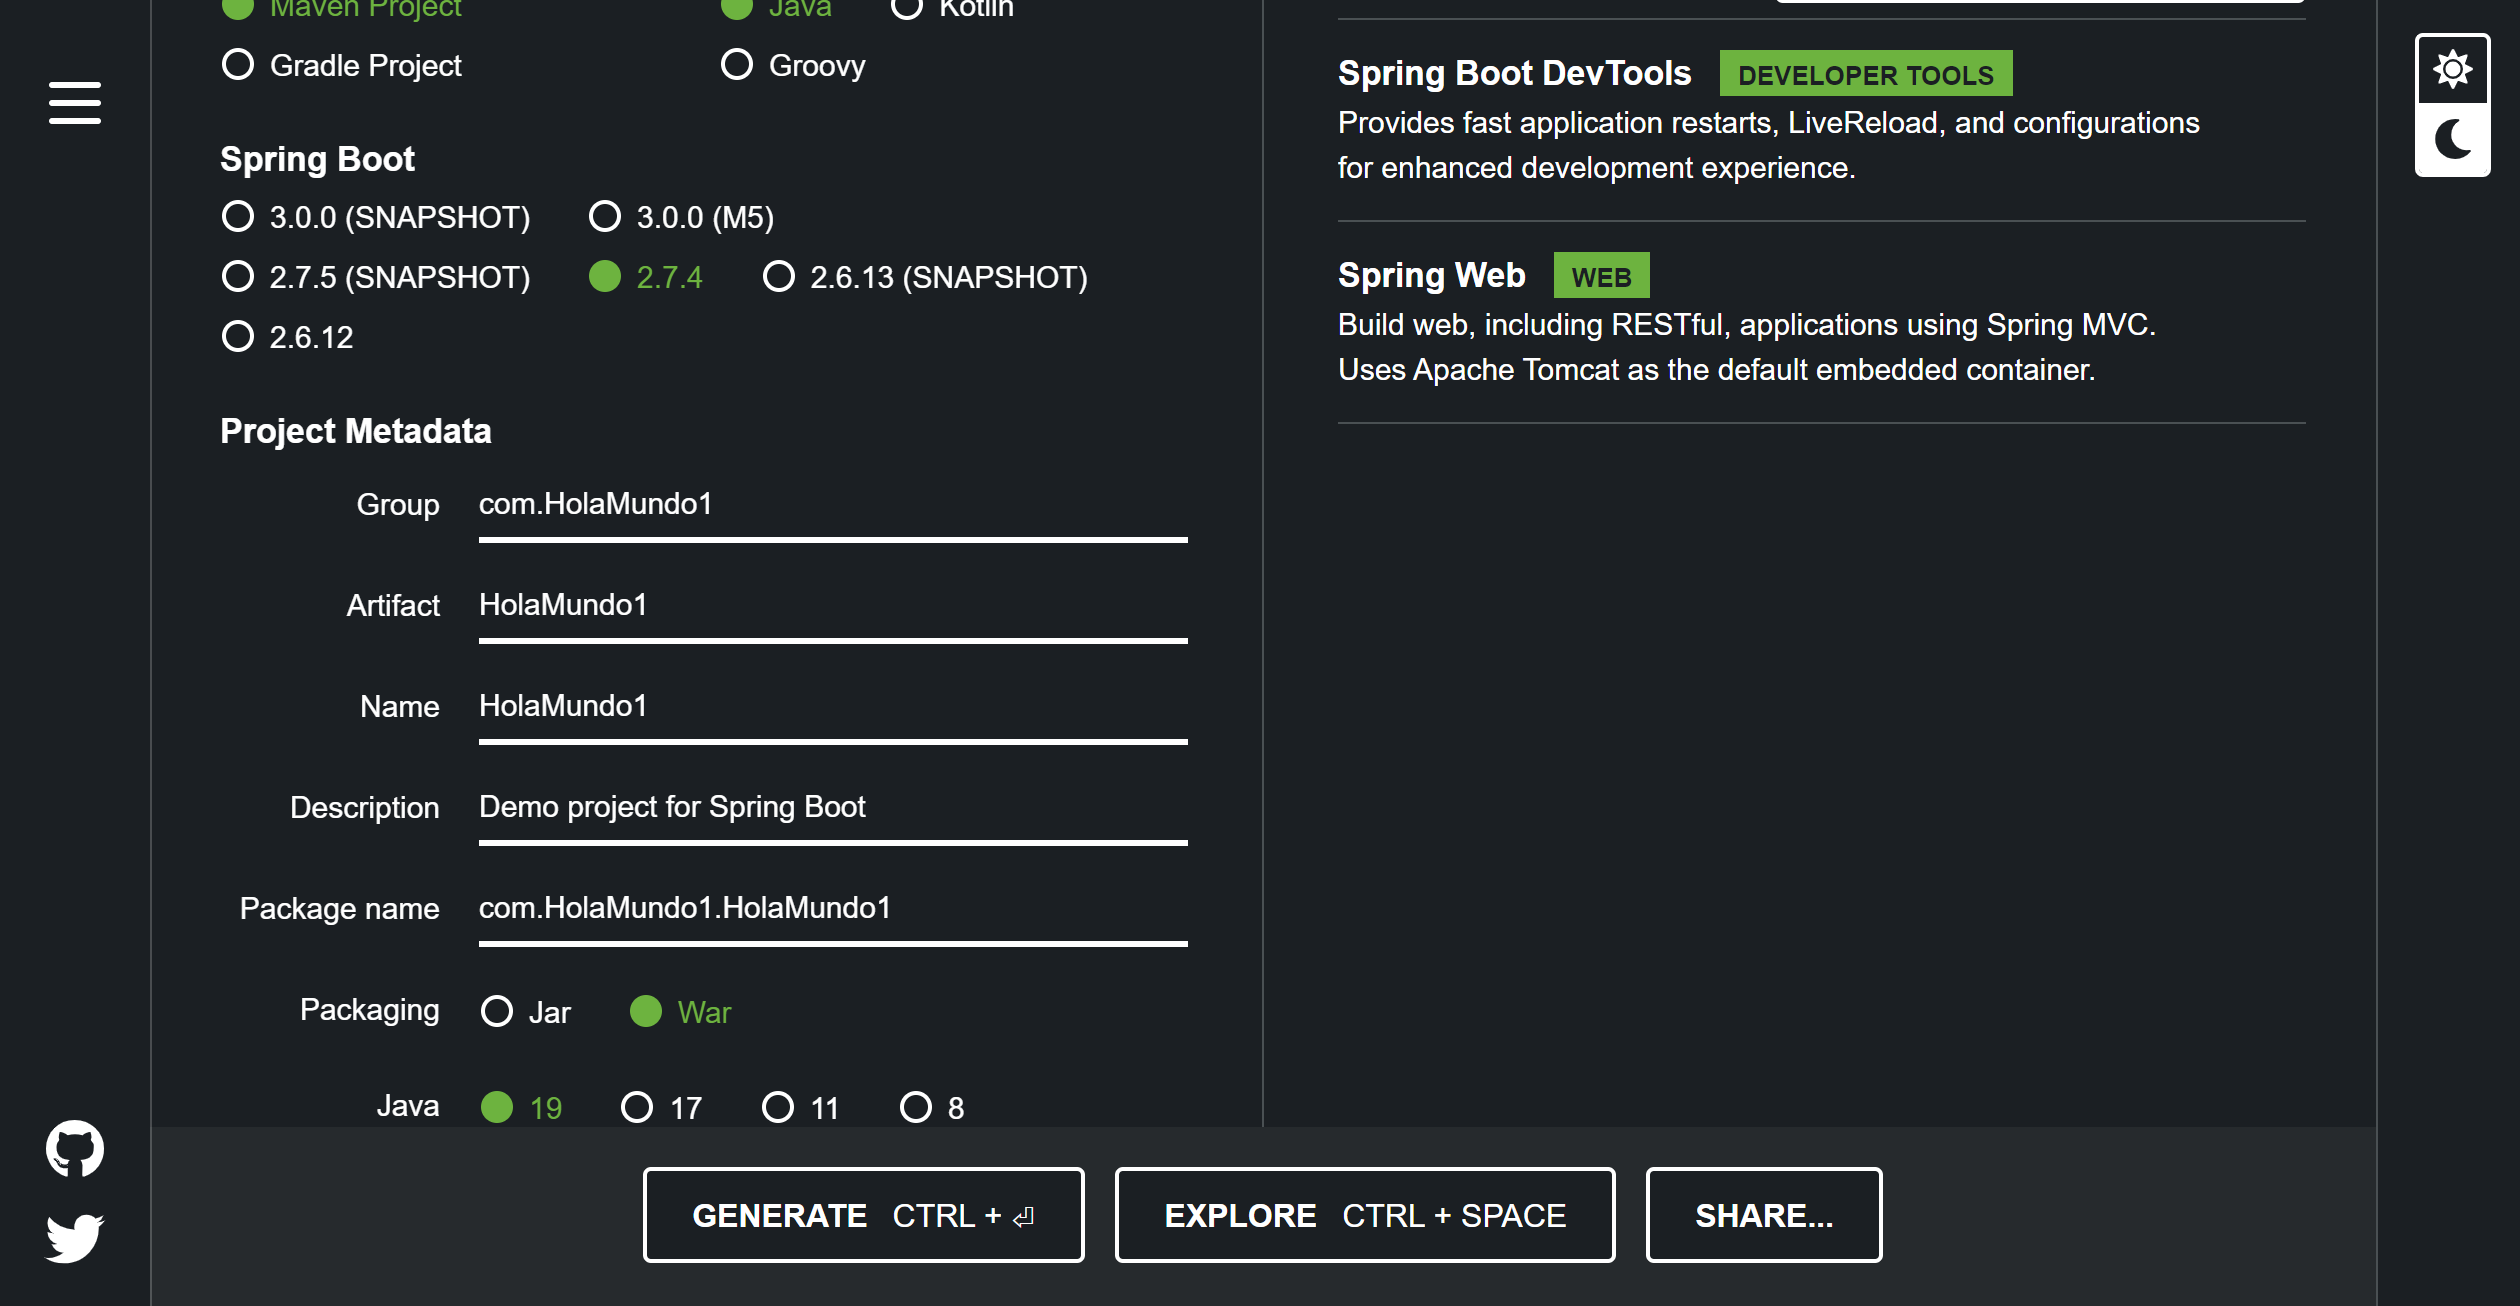 Maven Project
Java
Kotlin
Gradle Project
Groovy
Spring Boot
3.0.0 (SNAPSHOT)
3.0.0 (M5)
2.7.5 (SNAPSHOT)
2.7.4
2.6.13 (SNAPSHOT)
2.6.12
Project Metadata
Group
com.HolaMundo1
Artifact
HolaMundo1
Name
HolaMundo1
Description
Demo project for Spring Boot
Package name
com.HolaMundo1.HolaMundo1
Packaging
Jar
War
Java
19
17
11
8
Spring Boot DevTools
DEVELOPER TOOLS
Provides fast application restarts, LiveReload, and configurations
for enhanced development experience.
Spring Web
WEB
Build web, including RESTful, applications using Spring MVC.
Uses Apache Tomcat as the default embedded container.
GENERATE CTRL + ⏎
EXPLORE CTRL + SPACE
SHARE...